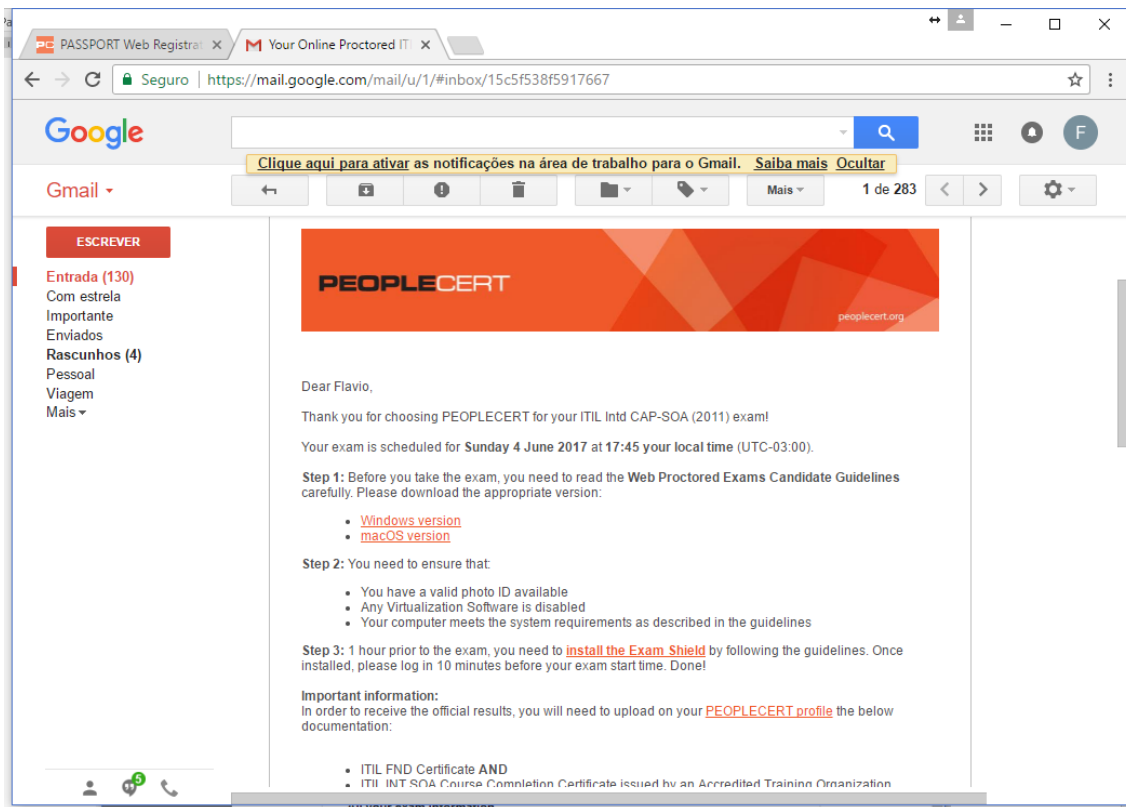 PASSPORT Web Registrat
Your Online Proctored IT
Seguro | https://mail.google.com/mail/u/1/#inbox/15c5f538f5917667
Google
F
Clique aqui para ativar as notificações na área de trabalho para o Gmail. Saiba mais Ocultar
Gmail
Mais
1 de 283
ESCREVER
Entrada (130)
Com estrela
Importante
Enviados
Rascunhos (4)
Pessoal
Viagem
Mais
5
PEOPLECERT
peoplecert.org
Dear Flavio,
Thank you for choosing PEOPLECERT for your ITIL Intd CAP-SOA (2011) exam!
Your exam is scheduled for Sunday 4 June 2017 at 17:45 your local time (UTC-03:00).
Step 1: Before you take the exam, you need to read the Web Proctored Exams Candidate Guidelines
carefully. Please download the appropriate version:
• Windows version
• macOS version
Step 2: You need to ensure that:
• You have a valid photo ID available
• Any Virtualization Software is disabled
• Your computer meets the system requirements as described in the guidelines
Step 3: 1 hour prior to the exam, you need to install the Exam Shield by following the guidelines. Once
installed, please log in 10 minutes before your exam start time. Done!
Important information:
In order to receive the official results, you will need to upload on your PEOPLECERT profile the below
documentation:
• ITIL FND Certificate AND
• ITIL INT SOA Course Completion Certificate issued by an Accredited Training Organization